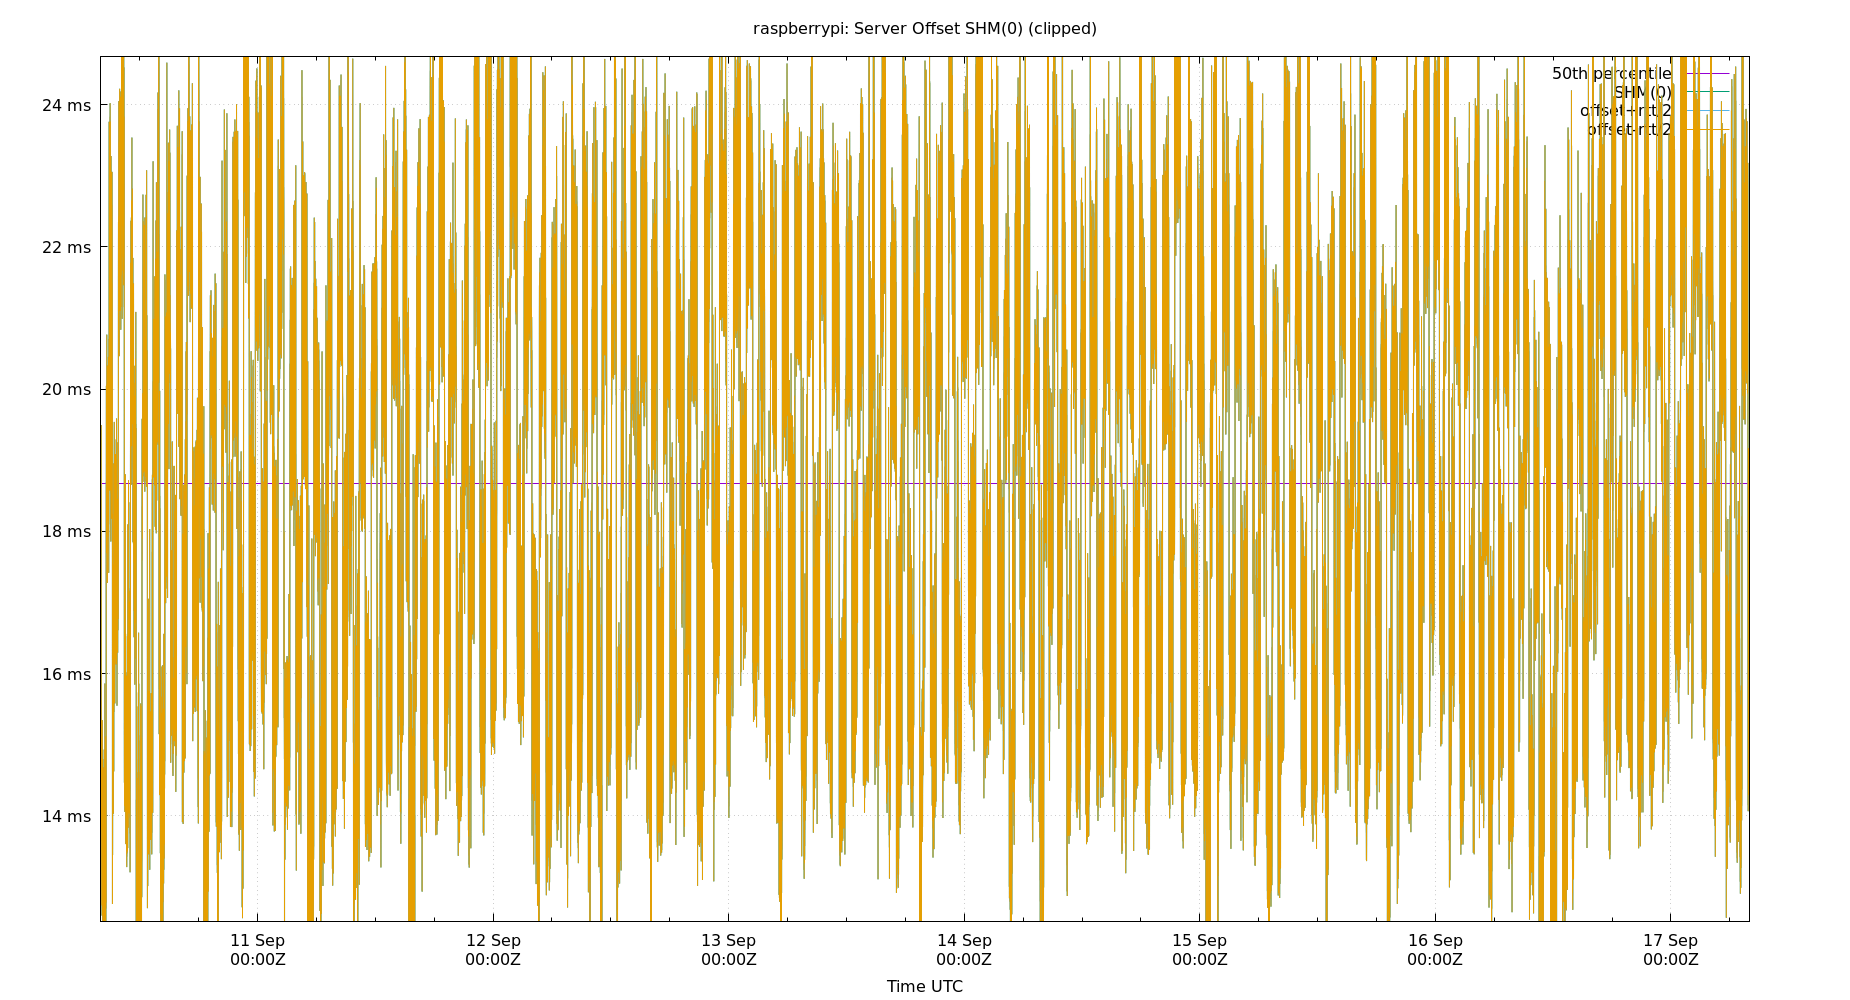 raspberrypi: Server Offset SHM(0) (clipped)
50th percentile
SHM(0)
offset+rtt/2
offset-rtt/2
24 ms
22 ms
20 ms
18 ms
16 ms
14 ms
11 Sep
00:00Z
12 Sep
00:00Z
13 Sep
00:00Z
14 Sep
00:00Z
15 Sep
00:00Z
16 Sep
00:00Z
17 Sep
00:00Z
Time UTC